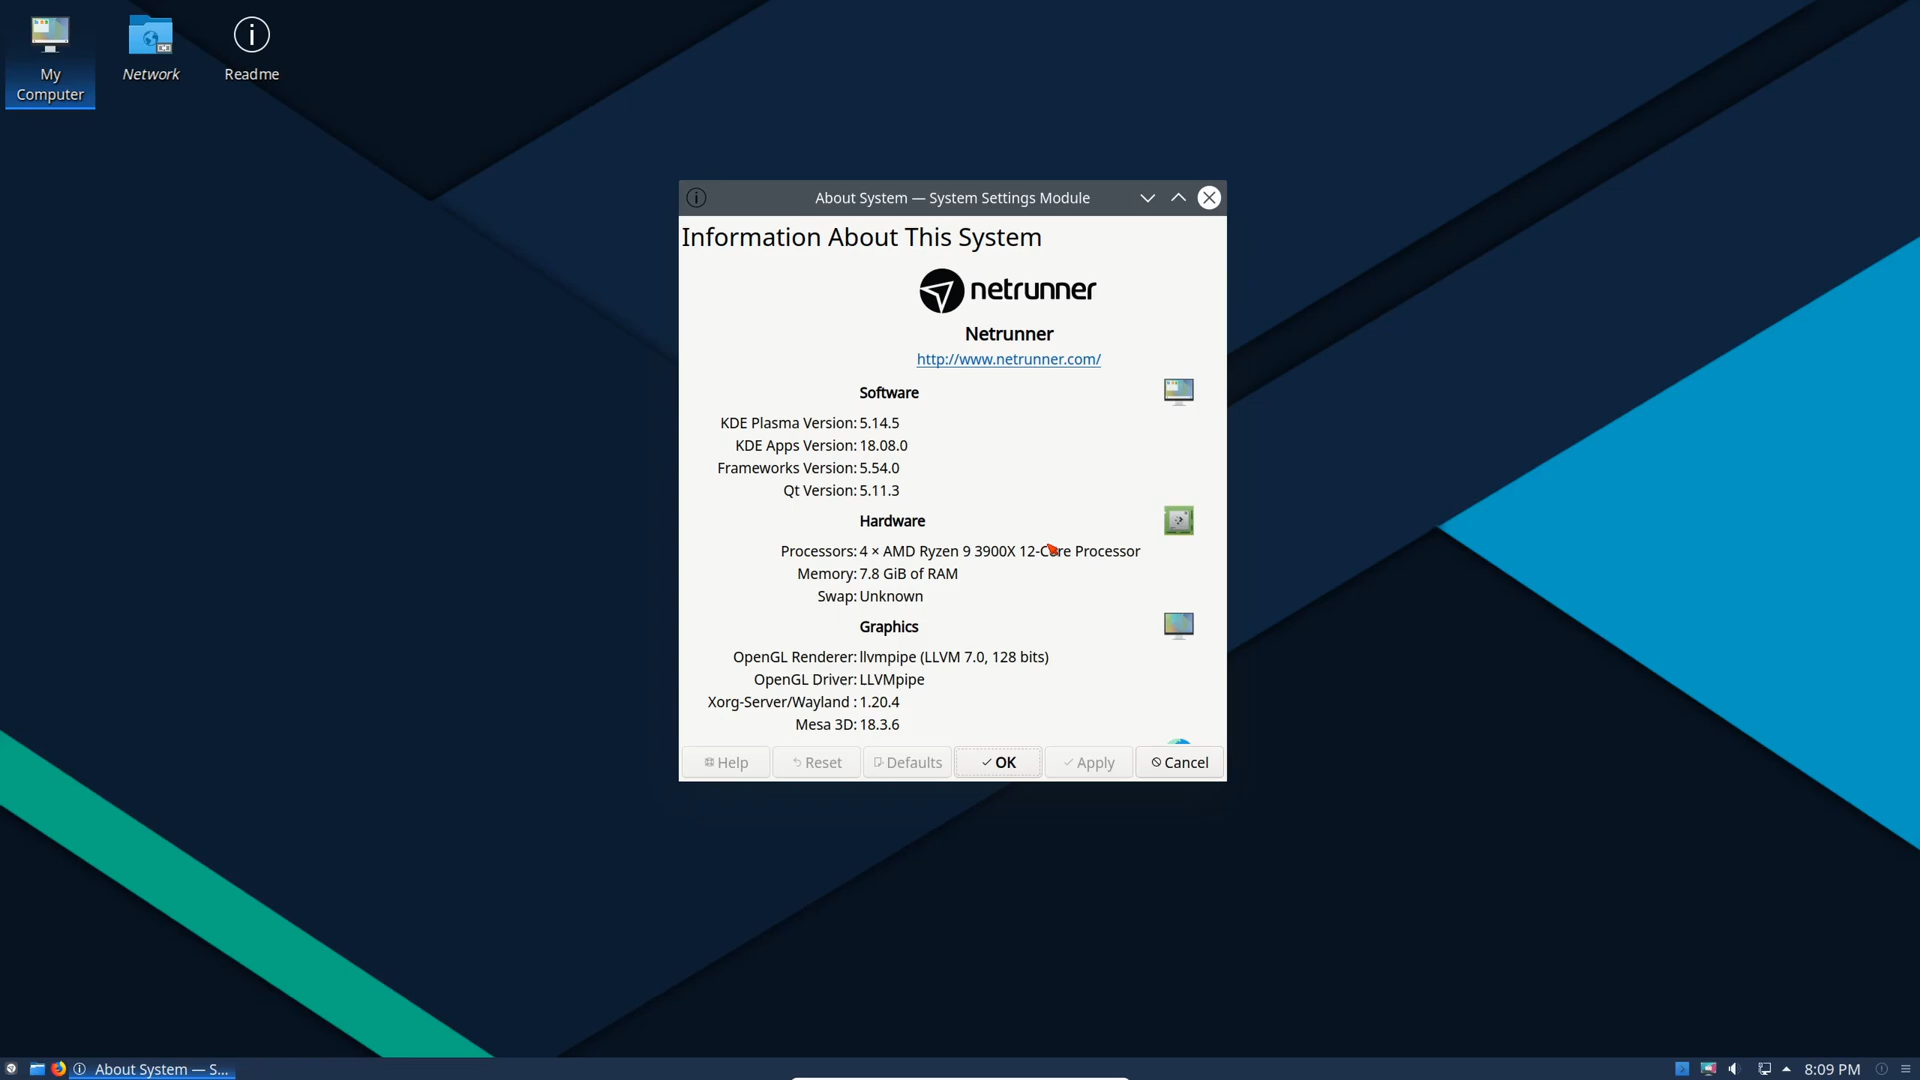 My
Computer
Network
Readme
About System — System Settings Module
Information About This System
netrunner
Netrunner
http://www.netrunner.com/
Software
KDE Plasma Version: 5.14.5
KDE Apps Version: 18.08.0
Frameworks Version: 5.54.0
Qt Version: 5.11.3
Hardware
Processors: 4 × AMD Ryzen 9 3900X 12-Core Processor
Memory: 7.8 GiB of RAM
Swap: Unknown
Graphics
OpenGL Renderer: llvmpipe (LLVM 7.0, 128 bits)
OpenGL Driver: LLVMpipe
Xorg-Server/Wayland : 1.20.4
Mesa 3D: 18.3.6
Help Reset Defaults OK Apply Cancel
About System — S... 8:09 PM